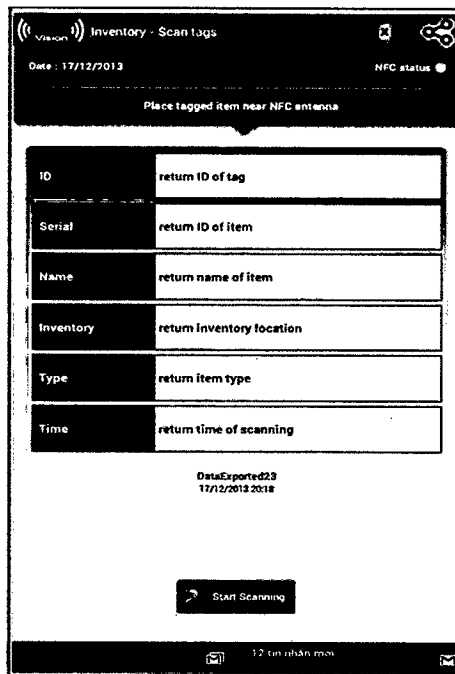 Vision Inventory - Scan tags
Date : 17/12/2013 NFC status
Place tagged item near NFC antenna
ID return ID of tag
Serial return ID of item
Name return name of item
Inventory return Inventory location
Type return item type
Time return time of scanning
DataExported23
17/12/2013 20:18
Start Scanning
12 tin nhắn mới